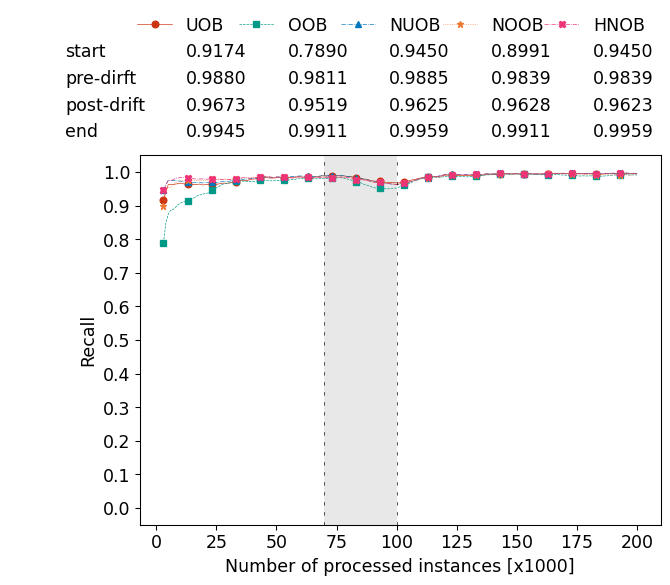 UOB OOB NUOB NOOB HNOB
start 0.9174 0.7890 0.9450 0.8991 0.9450
pre-dirft 0.9880 0.9811 0.9885 0.9839 0.9839
post-drift 0.9673 0.9519 0.9625 0.9628 0.9623
end 0.9945 0.9911 0.9959 0.9911 0.9959
1.0
0.9
0.8
0.7
0.6
0.5
0.4
0.3
0.2
0.1
0.0
Recall
0 25 50 75 100 125 150 175 200
Number of processed instances [x1000]